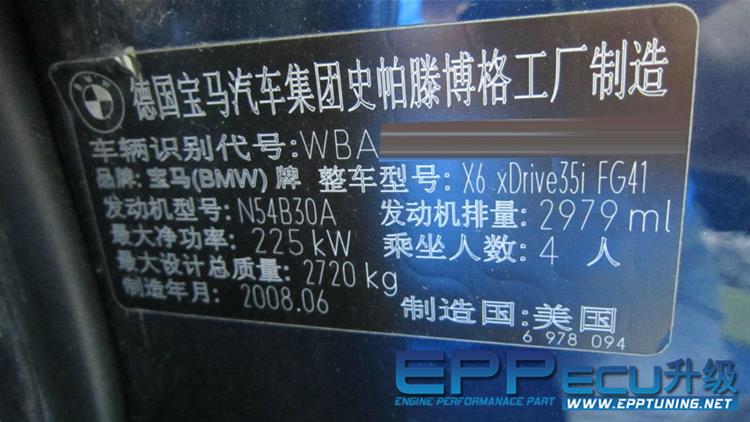 BMW
德国宝马汽车集团史帕滕博格工厂制造
车辆识别代号:WBA
品牌:宝马(BMW)牌 整车型号:X6 xDrive35i FG41
发动机型号:N54B30A 发动机排量:2979 ml
最大净功率:225 kW 乘坐人数:4 人
最大设计总质量:2720 kg
制造年月:2008.06 制造国:美国
6 978 094
EPP ECU升级
ENGINE PERFORMANACE PART WWW.EPPTUNING.NET